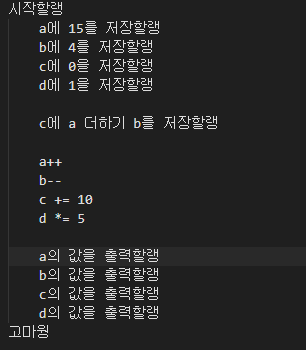 시작할랭
a에 15를 저장할랭
b에 4를 저장할랭
c에 0을 저장할랭
d에 1을 저장할랭
c에 a 더하기 b를 저장할랭
a++
b--
c += 10
d *= 5
a의 값을 출력할랭
b의 값을 출력할랭
c의 값을 출력할랭
d의 값을 출력할랭
고마웡